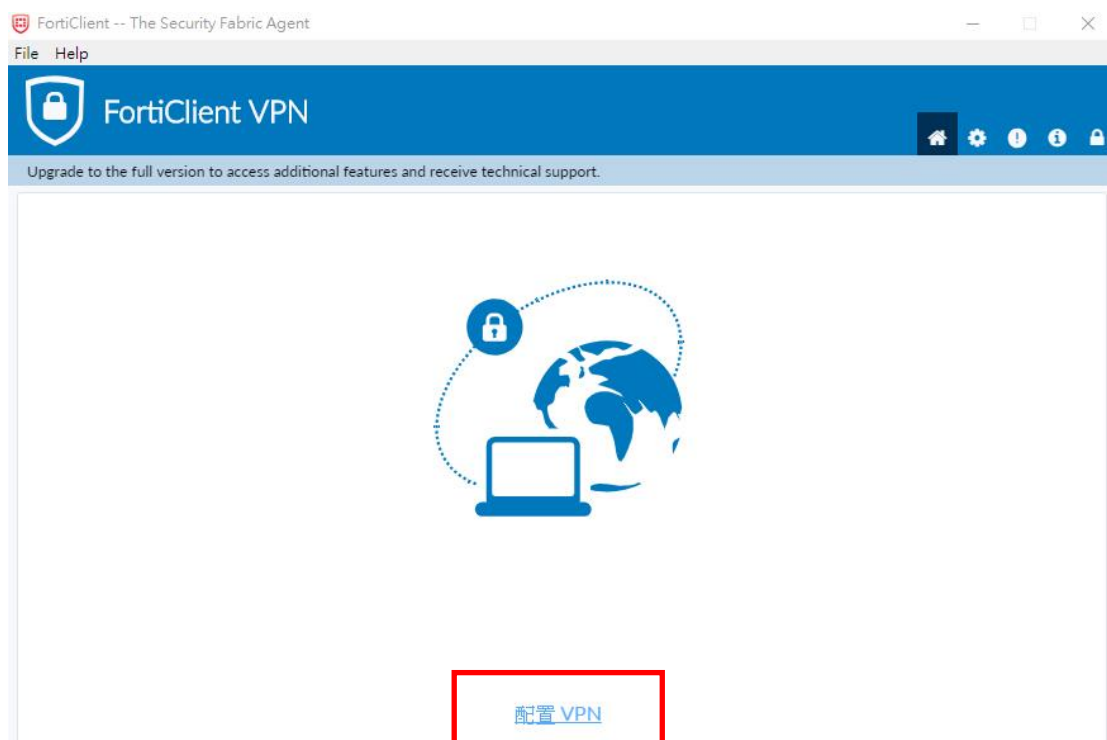 FortiClient -- The Security Fabric Agent
File Help
FortiClient VPN
Upgrade to the full version to access additional features and receive technical support.
配置 VPN